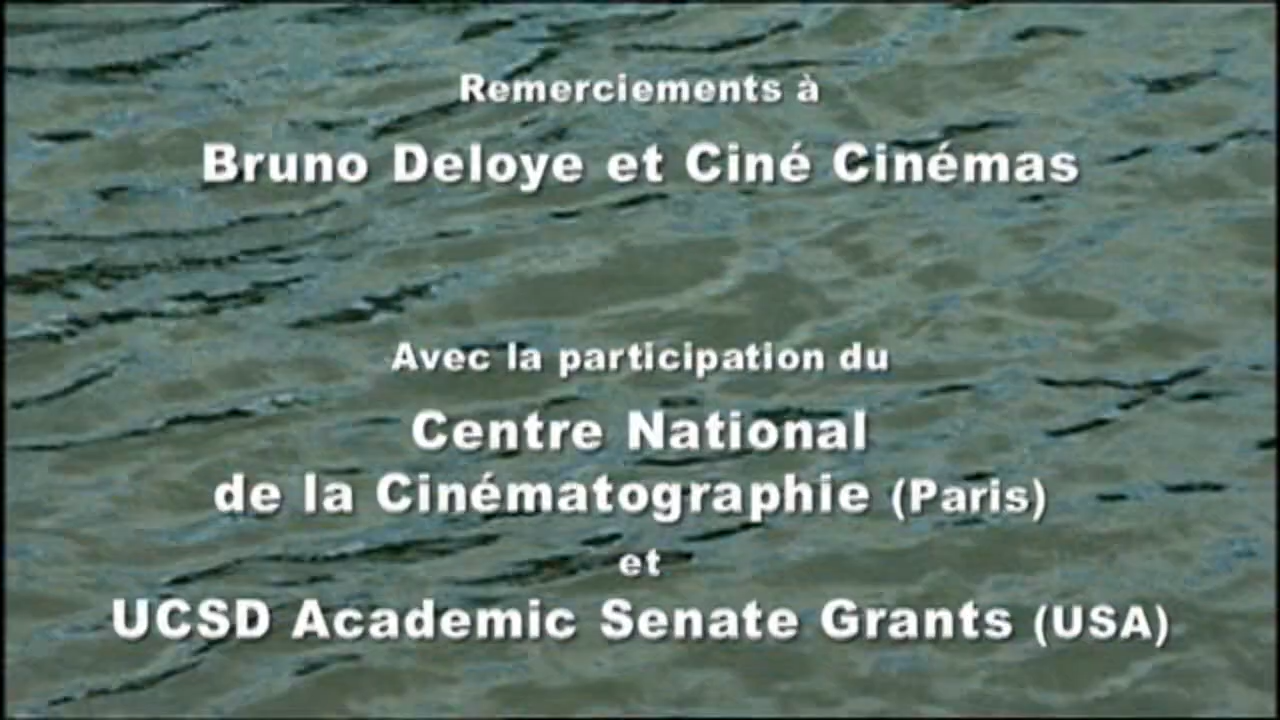 Remerciements à
Bruno Deloye et Ciné Cinémas
Avec la participation du
Centre National
de la Cinématographie (Paris)
et
UCSD Academic Senate Grants (USA)